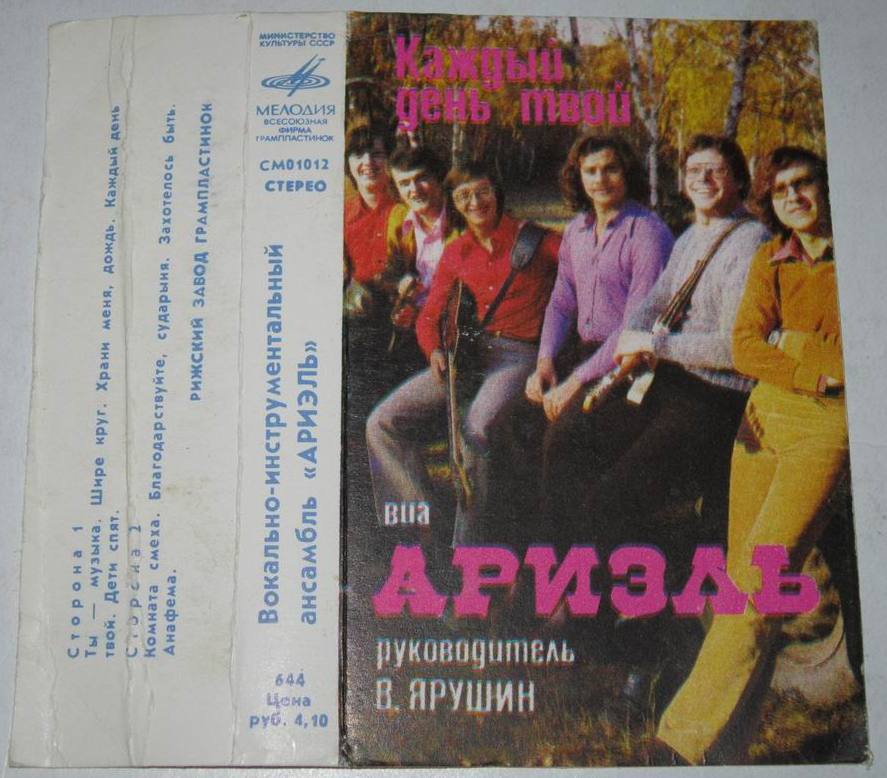 Сторона 1
Ты — музыка. Шире круг. Храни меня, дождь. Каждый день
твой. Дети спят.
Сторона 2
Комната смеха. Благодарствуйте, сударыня. Захотелось быть.
Анафема.
РИЖСКИЙ ЗАВОД ГРАМПЛАСТИНОК
МИНИСТЕРСТВО
КУЛЬТУРЫ СССР
МЕЛОДИЯ
ВСЕСОЮЗНАЯ
ФИРМА
ГРАМПЛАСТИНОК
СМ01012
СТЕРЕО
Вокально-инструментальный
ансамбль «АРИЭЛЬ»
644
Цена
руб. 4,10
Каждый
день твой
виа
АРИЭЛЬ
руководитель
В. ЯРУШИН